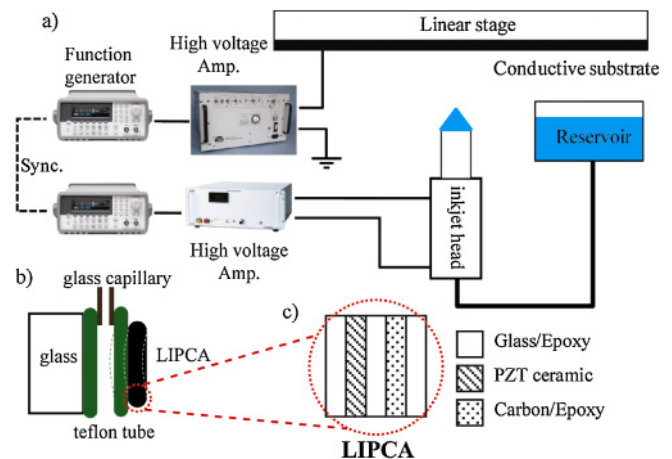 a)
Linear stage
Function
generator
High voltage
Amp.
Conductive substrate
Reservoir
Sync.
inkjet head
High voltage
Amp.
b)
glass capillary
glass
LIPCA
teflon tube
c)
LIPCA
Glass/Epoxy
PZT ceramic
Carbon/Epoxy